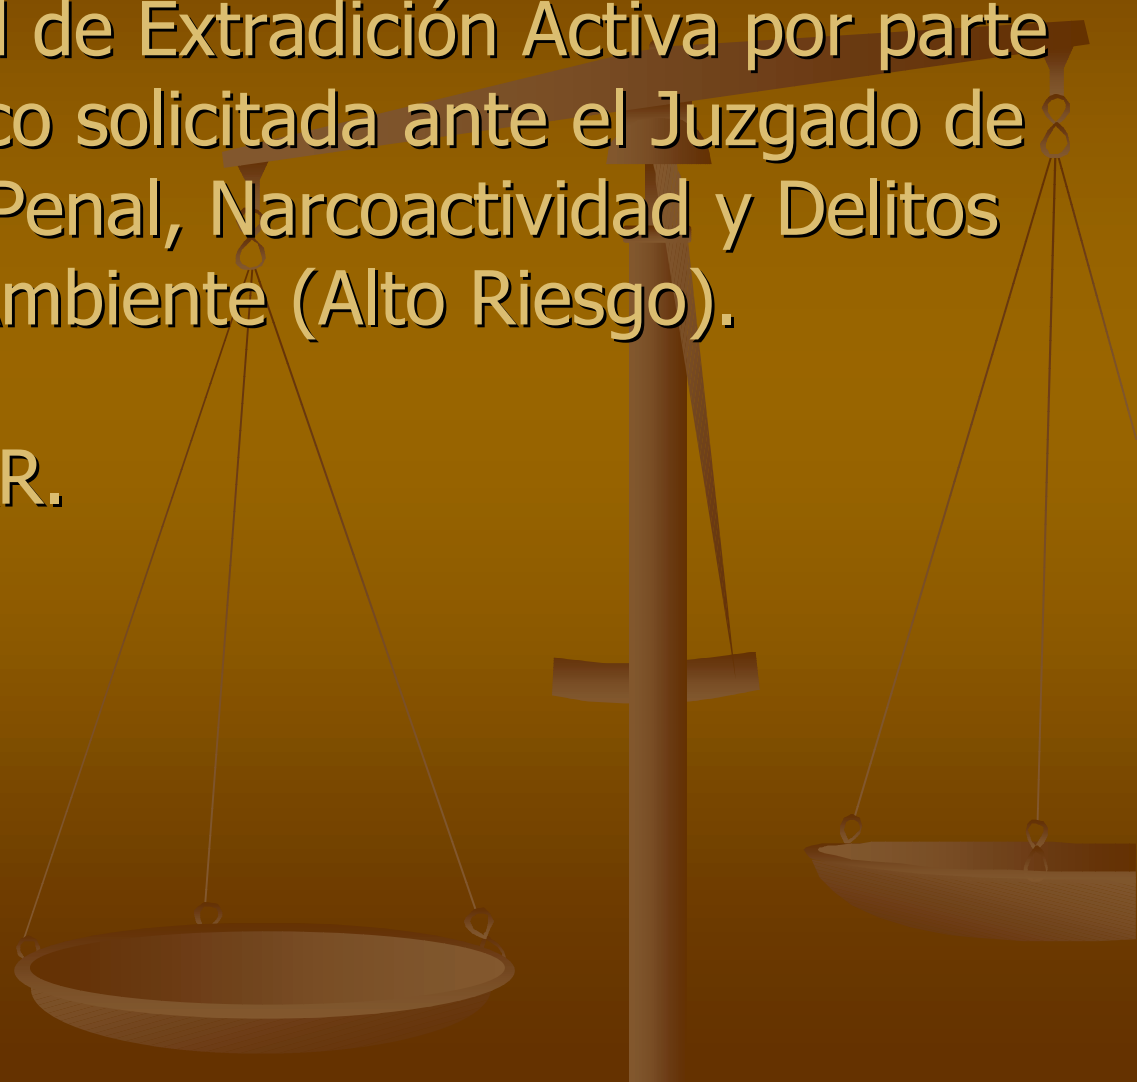 l de Extradición Activa por parte
co solicitada ante el Juzgado de
Penal, Narcoactividad y Delitos
mbiente (Alto Riesgo).
R.